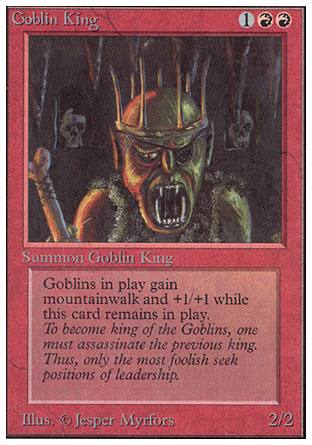 Goblin King 1
Summon Goblin King
Goblins in play gain
mountainwalk and +1/+1 while
this card remains in play.
To become king of the Goblins, one
must assassinate the previous king.
Thus, only the most foolish seek
positions of leadership.
Illus. © Jesper Myrfors 2/2